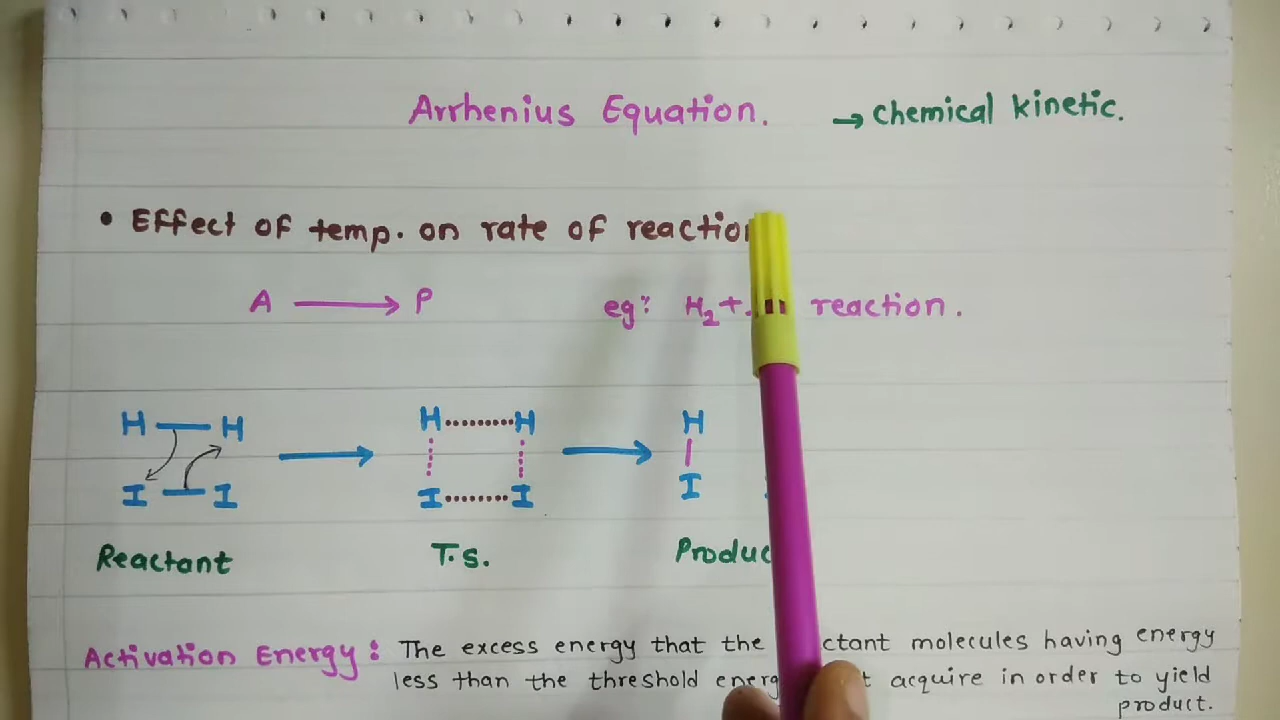 Arrhenius Equation. → Chemical kinetic.
• Effect of temp. on rate of reaction
A → P eg: H₂+ reaction.
H — H → H ........ H → H
I — I I ........ I I
Reactant T.S. Produc
Activation Energy : The excess energy that the ctant molecules having energy
less than the threshold energ acquire in order to yield
product.